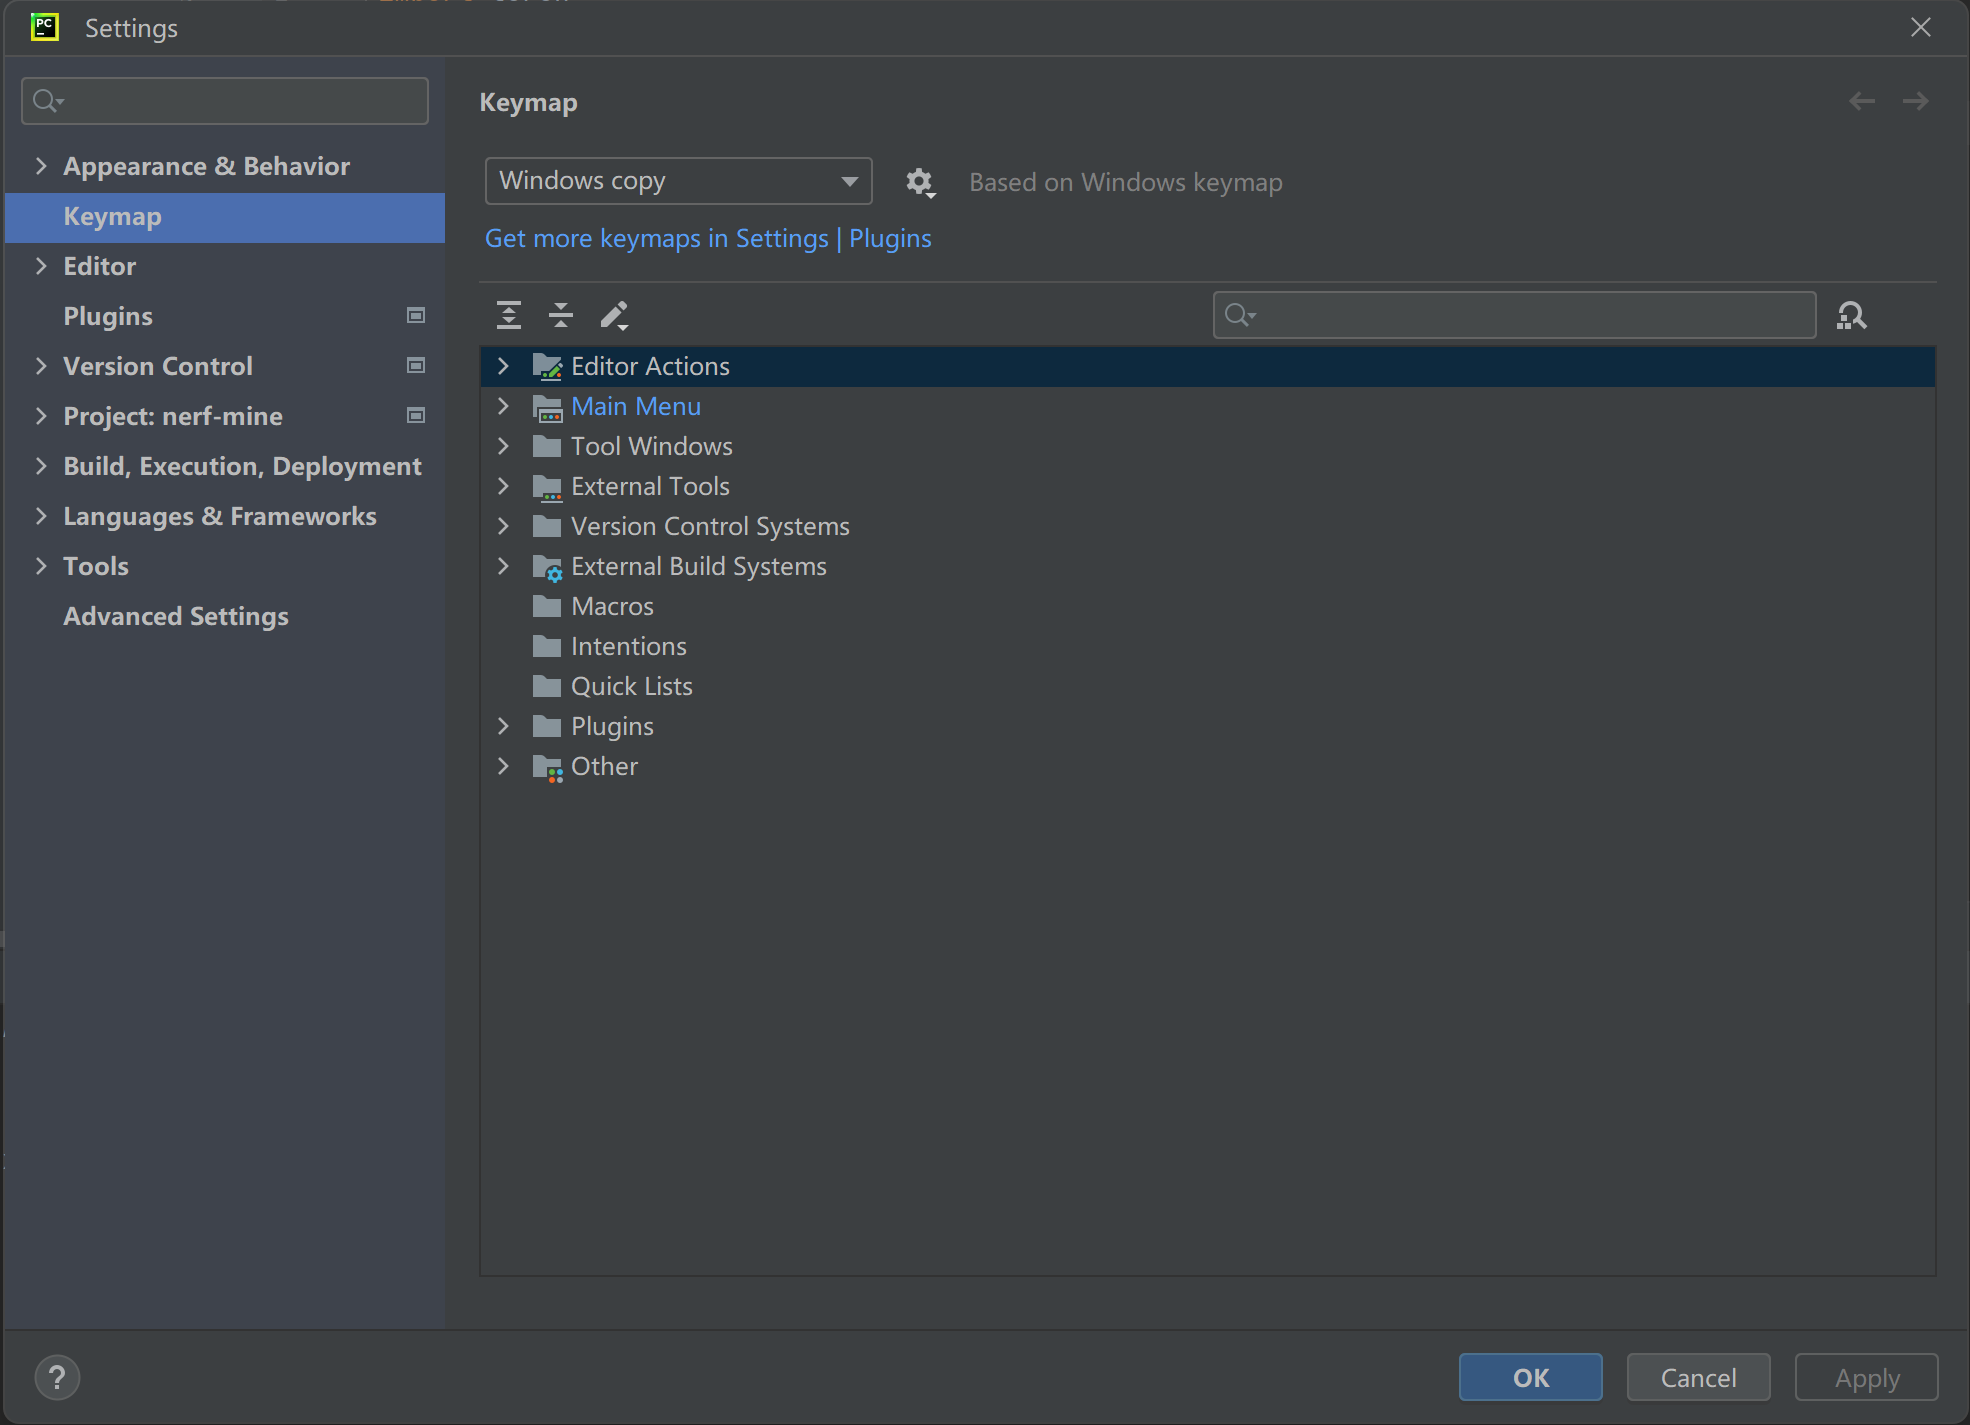 PC
Settings
Keymap
Appearance & Behavior
Keymap
Editor
Plugins
Version Control
Project: nerf-mine
Build, Execution, Deployment
Languages & Frameworks
Tools
Advanced Settings
Windows copy
Based on Windows keymap
Get more keymaps in Settings | Plugins
Editor Actions
Main Menu
Tool Windows
External Tools
Version Control Systems
External Build Systems
Macros
Intentions
Quick Lists
Plugins
Other
?
OK
Cancel
Apply